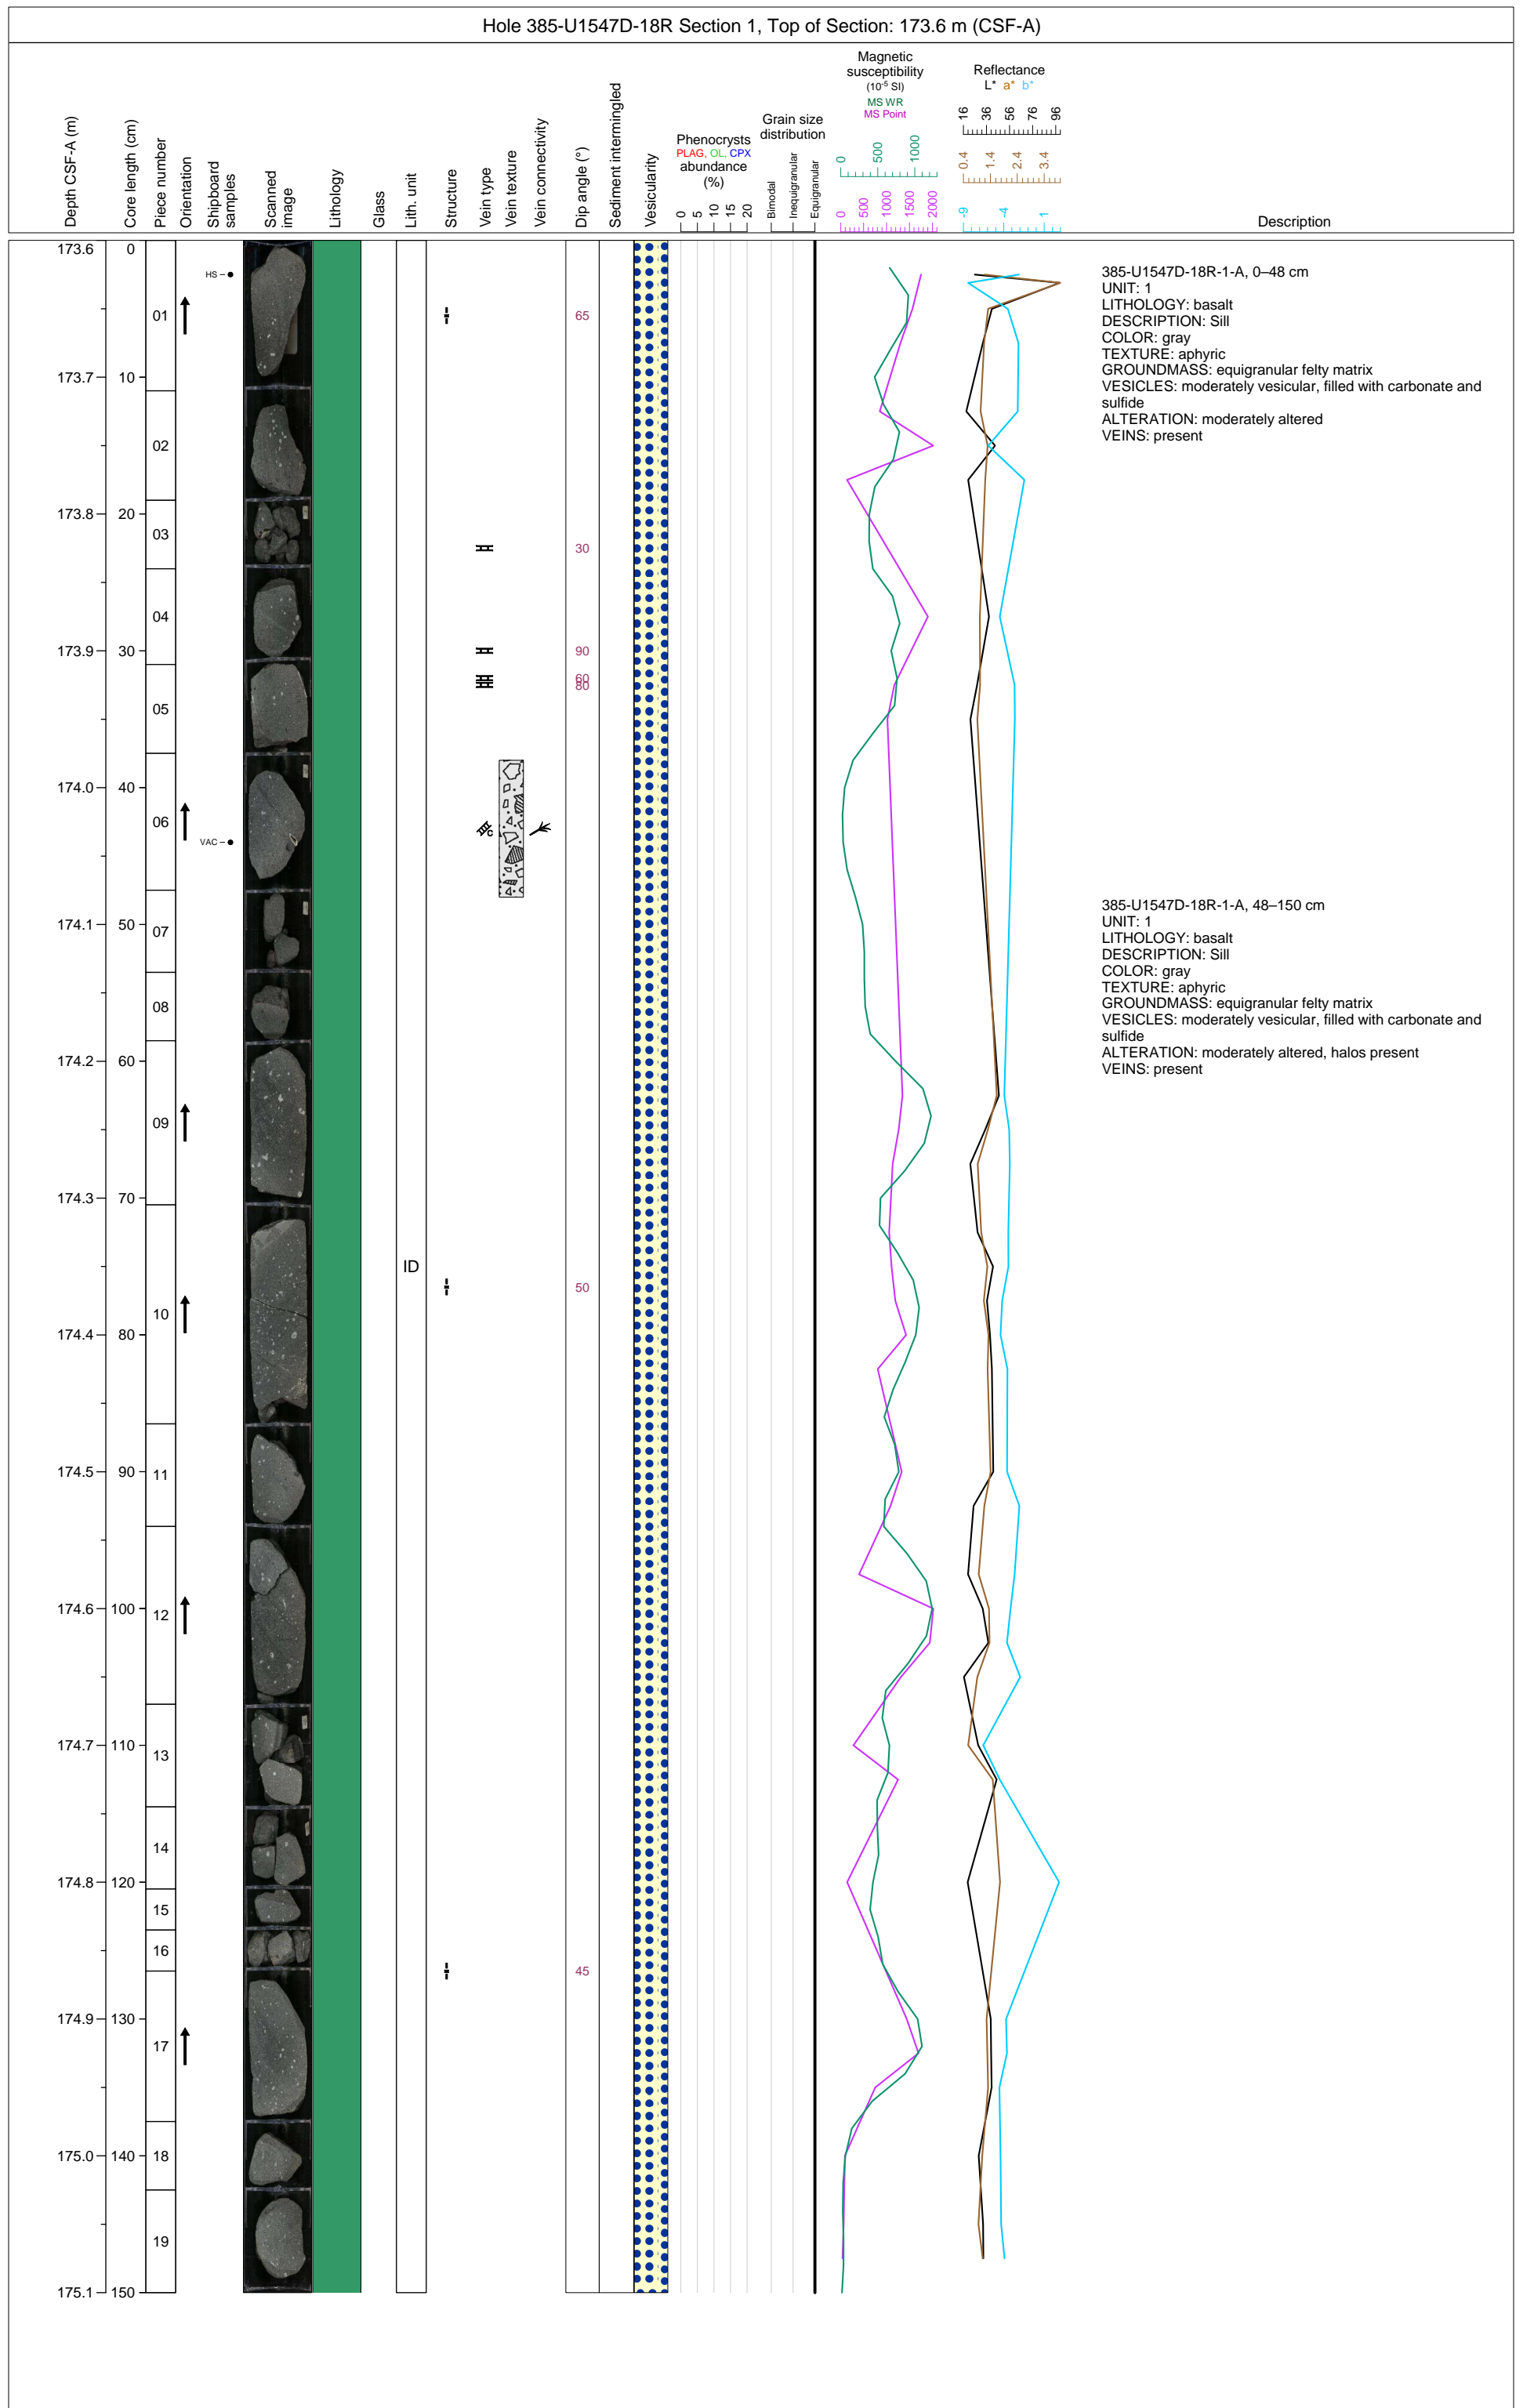 Hole 385-U1547D-18R Section 1, Top of Section: 173.6 m (CSF-A)
Depth CSF-A (m)
Core length (cm)
Piece number
Orientation
Shipboard
samples
Scanned
image
Lithology
Glass
Lith. unit
Structure
Vein type
Vein texture
Vein connectivity
Dip angle (°)
Sediment intermingled
Vesicularity
Phenocrysts
PLAG, OL, CPX
abundance
(%)
0 5 10 15 20
Grain size
distribution
Bimodal
Inequigranular
Equigranular
Magnetic
susceptibility
(10-5 SI)
MS WR
MS Point
0 500 1000
0 500 1000 1500 2000
Reflectance
L* a* b*
16 36 56 76 96
0.4 1.4 2.4 3.4
-9 -4 1
Description
173.6 0
HS
01 65
173.7 10
02
173.8 20
03 30
04
173.9 30 90
60
80
05
174.0 40
06
C
VAC
174.1 50
07
08
174.2 60
09
174.3 70
ID
50
10
174.4 80
174.5 90
11
174.6 100
12
174.7 110
13
14
174.8 120
15
16
45
174.9 130
17
175.0 140
18
19
175.1 150
385-U1547D-18R-1-A, 0–48 cm
UNIT: 1
LITHOLOGY: basalt
DESCRIPTION: Sill
COLOR: gray
TEXTURE: aphyric
GROUNDMASS: equigranular felty matrix
VESICLES: moderately vesicular, filled with carbonate and
sulfide
ALTERATION: moderately altered
VEINS: present
385-U1547D-18R-1-A, 48–150 cm
UNIT: 1
LITHOLOGY: basalt
DESCRIPTION: Sill
COLOR: gray
TEXTURE: aphyric
GROUNDMASS: equigranular felty matrix
VESICLES: moderately vesicular, filled with carbonate and
sulfide
ALTERATION: moderately altered, halos present
VEINS: present